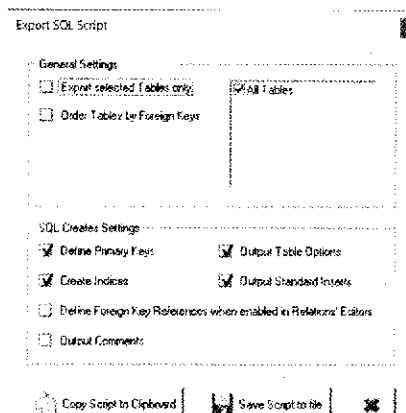 Export SQL Script
General Settings
Export selected Tables only
All Tables
Order Tables by Foreign Keys
SQL Creates Settings
Define Primary Keys
Output Table Options
Create Indices
Output Standard Inserts
Define Foreign Key References when enabled in Relations' Editors
Output Comments
Copy Script to Clipboard
Save Script to file